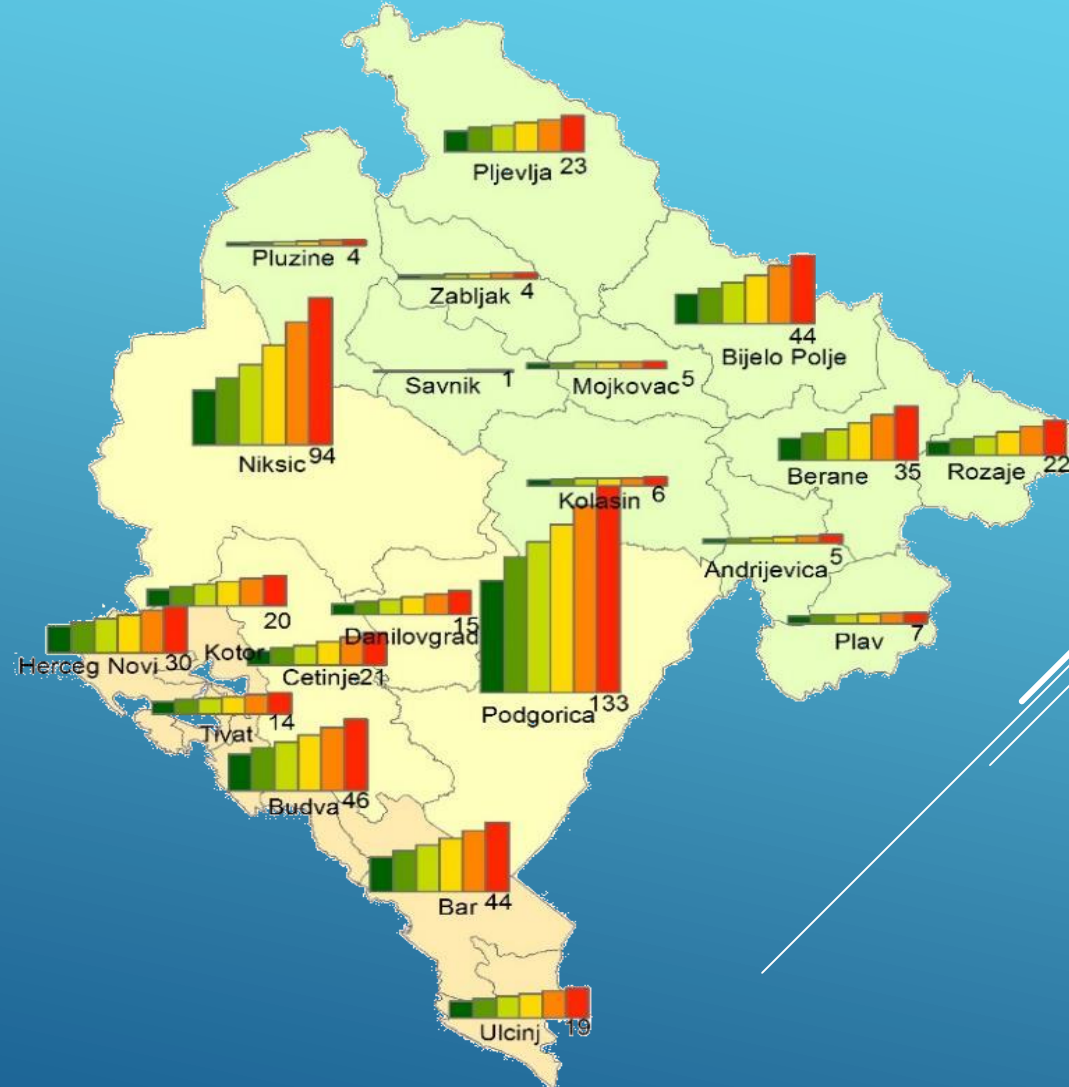 Pljevlja 23
Pluzine 4
Zabljak 4
44
Bijelo Polje
Savnik 1
Mojkovac 5
Niksic 94
Berane 35
Rozaje 22
Kolasin 6
Andrijevica 5
20
Kotor
Danilovgrad 15
Herceg Novi 30
Cetinje 21
Plav 7
Podgorica 133
Tivat 14
Budva 46
Bar 44
Ulcinj 19